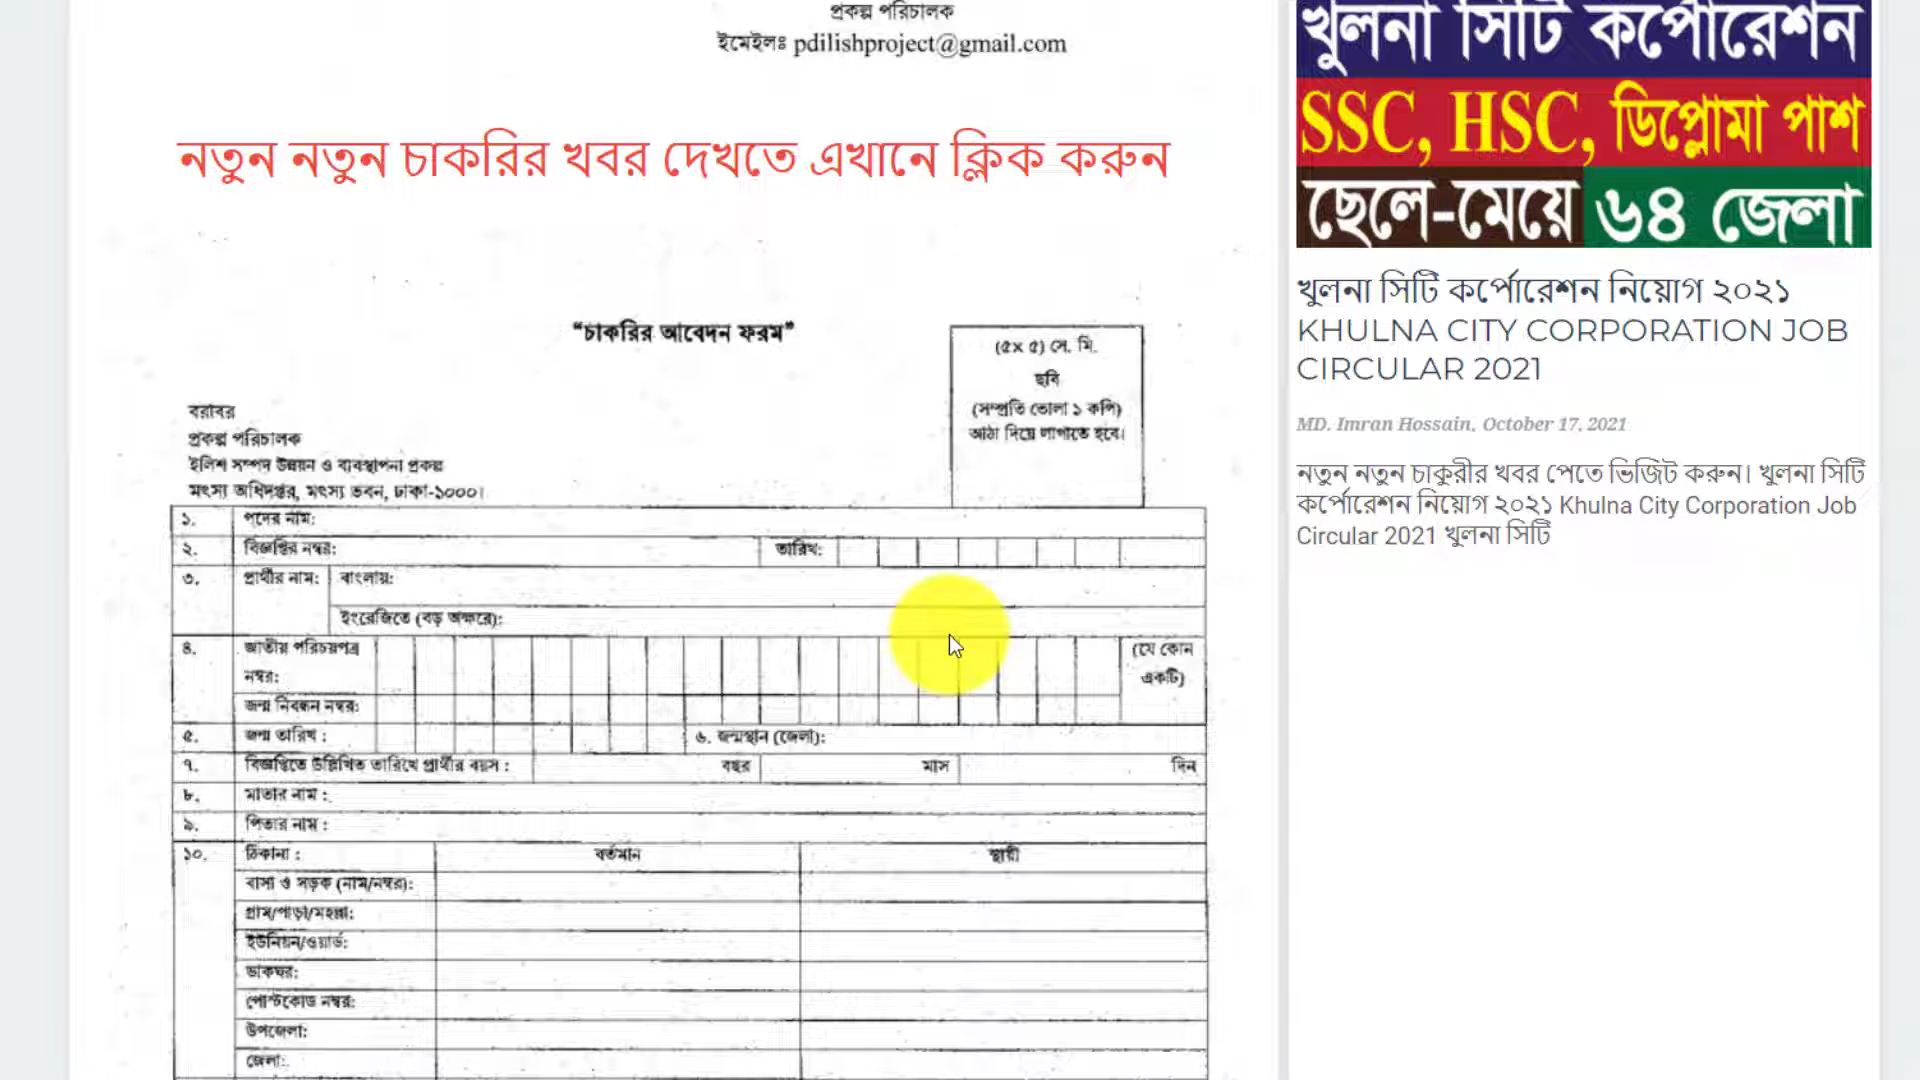 প্রকল্প পরিচালক
ইমেইলঃ pdilishproject@gmail.com
নতুন নতুন চাকরির খবর দেখতে এখানে ক্লিক করুন
“চাকরির আবেদন ফরম”
(৫x ৫) সে. মি.
ছবি
(সম্প্রতি তোলা ১ কপি)
আঠা দিয়ে লাগাতে হবে।
বরাবর
প্রকল্প পরিচালক
ইলিশ সম্পদ উন্নয়ন ও ব্যবস্থাপনা প্রকল্প
মৎস্য অধিদপ্তর, মৎস্য ভবন, ঢাকা-১০০০।
১. পদের নাম:
২. বিজ্ঞপ্তির নম্বর: তারিখ:
৩. প্রার্থীর নাম: বাংলায়:
ইংরেজিতে (বড় অক্ষরে):
৪. জাতীয় পরিচয়পত্র নম্বর: (যে কোন একটি)
জন্ম নিবন্ধন নম্বর:
৫. জন্ম তারিখ : ৬. জন্মস্থান (জেলা):
৭. বিজ্ঞপ্তিতে উল্লিখিত তারিখে প্রার্থীর বয়স : বছর মাস দিন
৮. মাতার নাম :
৯. পিতার নাম :
১০. ঠিকানা : বর্তমান স্থায়ী
বাসা ও সড়ক (নাম/নম্বর):
গ্রাম/পাড়া/মহল্লা:
ইউনিয়ন/ওয়ার্ড:
ডাকঘর:
পোস্টকোড নম্বর:
উপজেলা:
জেলা:
খুলনা সিটি কর্পোরেশন
SSC, HSC, ডিপ্লোমা পাশ
ছেলে-মেয়ে ৬৪ জেলা
খুলনা সিটি কর্পোরেশন নিয়োগ ২০২১
KHULNA CITY CORPORATION JOB
CIRCULAR 2021
MD. Imran Hossain, October 17, 2021
নতুন নতুন চাকুরীর খবর পেতে ভিজিট করুন। খুলনা সিটি
কর্পোরেশন নিয়োগ ২০২১ Khulna City Corporation Job
Circular 2021 খুলনা সিটি